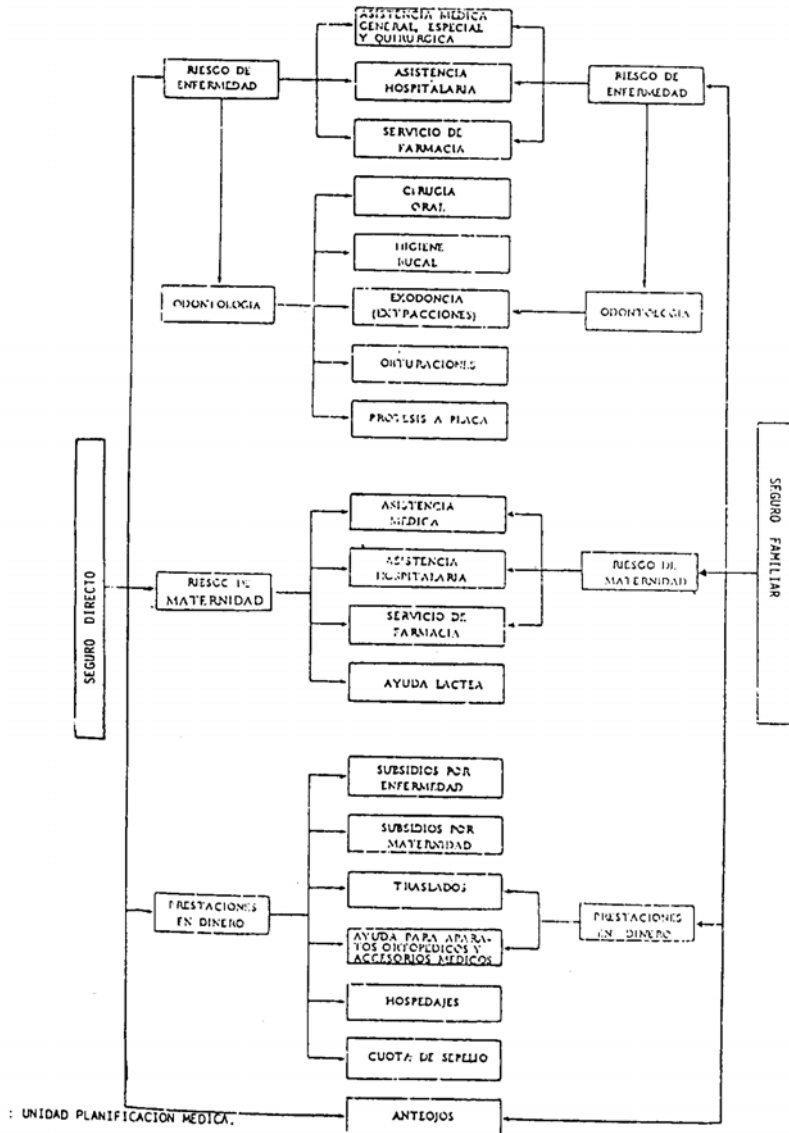 ASISTENCIA MEDICA
GENERAL, ESPECIAL
Y QUIRURGICA
RIESGO DE
ENFERMEDAD
ASISTENCIA
HOSPITALARIA
RIESGO DE
ENFERMEDAD
SERVICIO DE
FARMACIA
CIRUGIA
ORAL
HIGIENE
BUCAL
ODONTOLOGIA
EXODONCIA
(EXTRACCIONES)
ODONTOLOGIA
OBTURACIONES
PROTESIS A PLACA
SEGURO DIRECTO
SEGURO FAMILIAR
ASISTENCIA
MEDICA
RIESGO DE
MATERNIDAD
ASISTENCIA
HOSPITALARIA
RIESGO DE
MATERNIDAD
SERVICIO DE
FARMACIA
AYUDA LACTEA
SUBSIDIOS POR
ENFERMEDAD
SUBSIDIOS POR
MATERNIDAD
PRESTACIONES
EN DINERO
TRASLADOS
PRESTACIONES
EN DINERO
AYUDA PARA APARA-
TOS ORTOPEDICOS Y
ACCESORIOS MEDICOS
HOSPEDAJES
CUOTA DE SEPELIO
ANTEOJOS
: UNIDAD PLANIFICACION MEDICA.